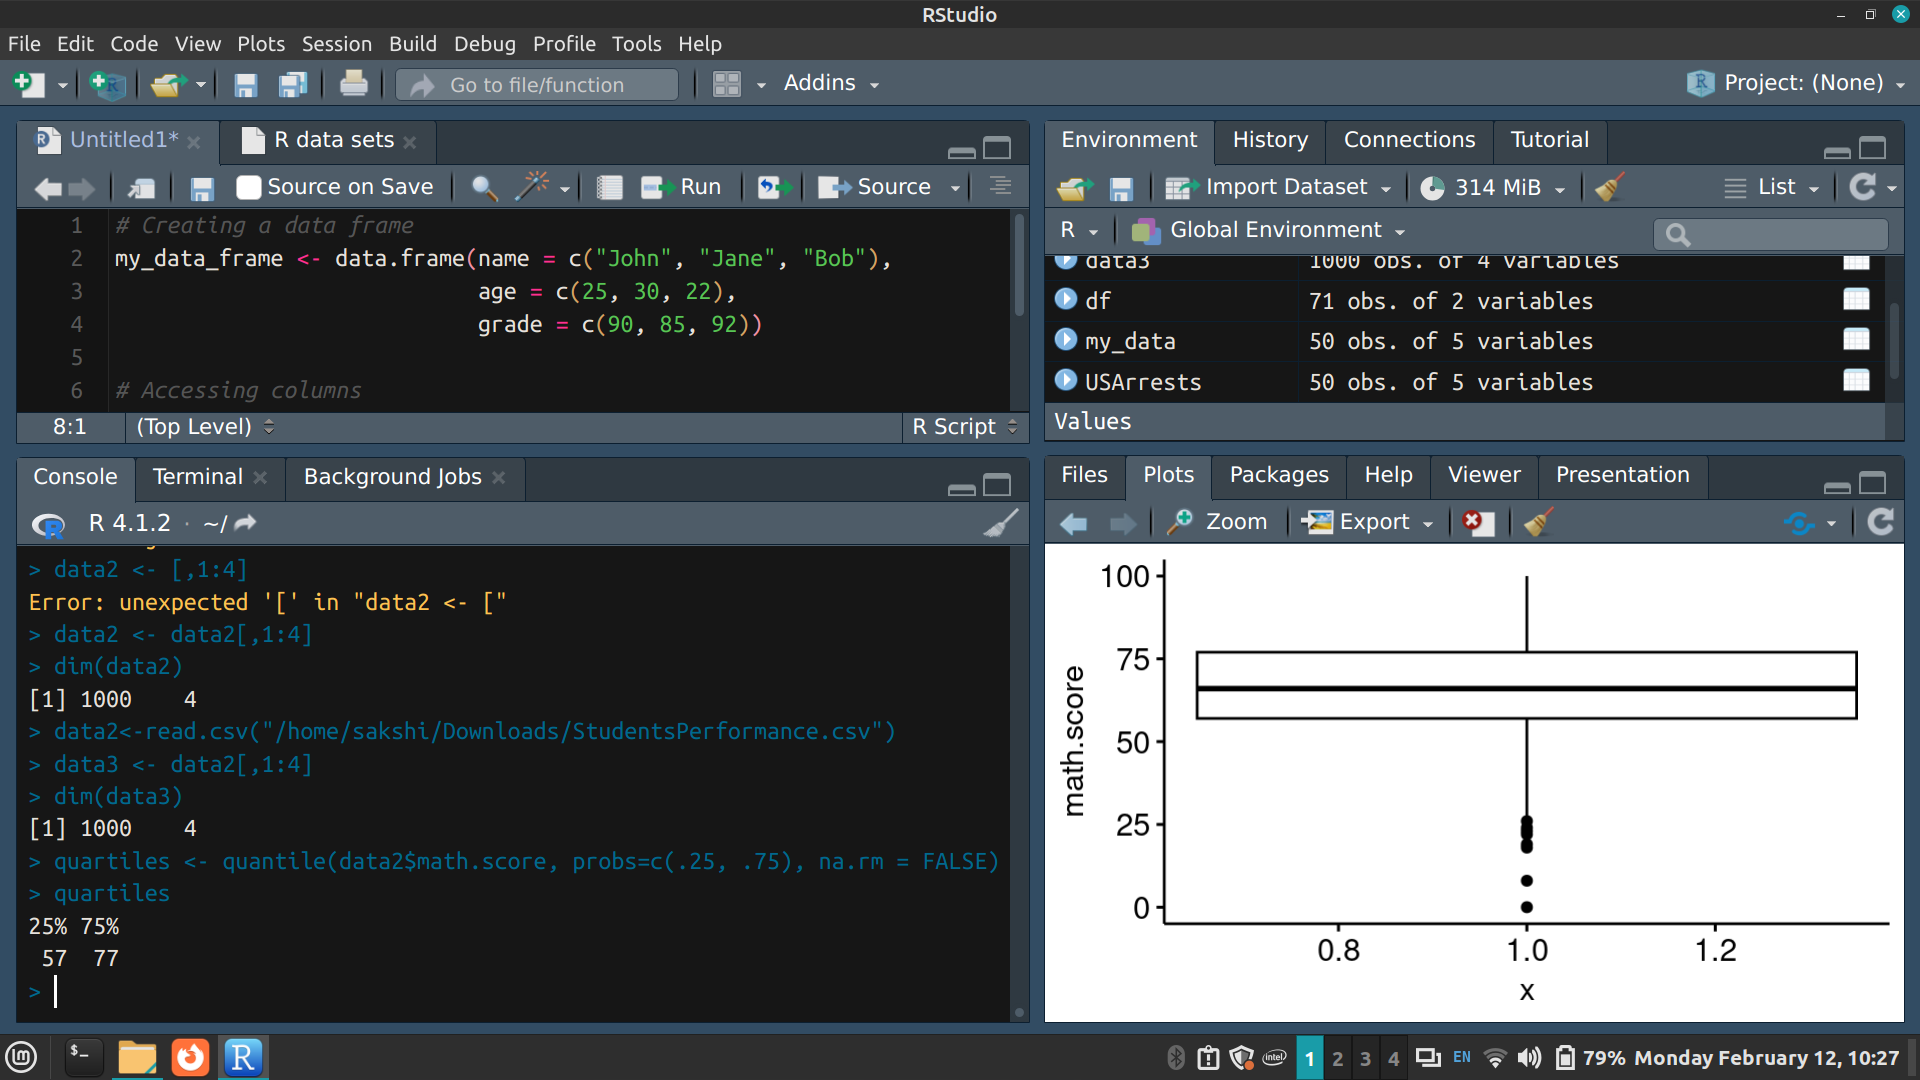 RStudio
File Edit Code View Plots Session Build Debug Profile Tools Help
Go to file/function
Addins
Project: (None)
Untitled1*
R data sets
Source on Save
Run
Source
1 # Creating a data frame
2 my_data_frame <- data.frame(name = c("John", "Jane", "Bob"),
3 age = c(25, 30, 22),
4 grade = c(90, 85, 92))
5
6 # Accessing columns
8:1 (Top Level) R Script
Console Terminal Background Jobs
R 4.1.2 · ~/
> data2 <- [,1:4]
Error: unexpected '[' in "data2 <- ["
> data2 <- data2[,1:4]
> dim(data2)
[1] 1000    4
> data2<-read.csv("/home/sakshi/Downloads/StudentsPerformance.csv")
> data3 <- data2[,1:4]
> dim(data3)
[1] 1000    4
> quartiles <- quantile(data2$math.score, probs=c(.25, .75), na.rm = FALSE)
> quartiles
25% 75%
57 77
>
Environment History Connections Tutorial
Import Dataset 314 MiB List
R Global Environment
data3 1000 obs. of 4 variables
df 71 obs. of 2 variables
my_data 50 obs. of 5 variables
USArrests 50 obs. of 5 variables
Values
Files Plots Packages Help Viewer Presentation
Zoom Export
100
75
50
25
0
math.score
0.8 1.0 1.2
x
lm $_ R intel 1 2 3 4 EN 79% Monday February 12, 10:27